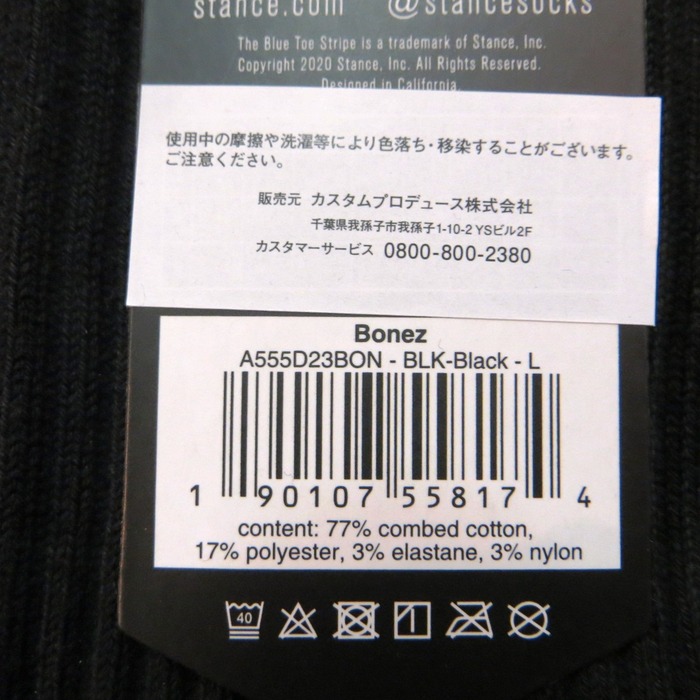 stance.com @stancesocks
The Blue Toe Stripe is a trademark of Stance, Inc.
Copyright 2020 Stance, Inc. All Rights Reserved.
Designed in California.
使用中の摩擦や洗濯等により色落ち・移染することがございます。
ご注意ください。
販売元 カスタムプロデュース株式会社
千葉県我孫子市我孫子1-10-2 YSビル2F
カスタマーサービス 0800-800-2380
Bonez
A555D23BON - BLK-Black - L
1 90107 55817 4
content: 77% combed cotton,
17% polyester, 3% elastane, 3% nylon
40